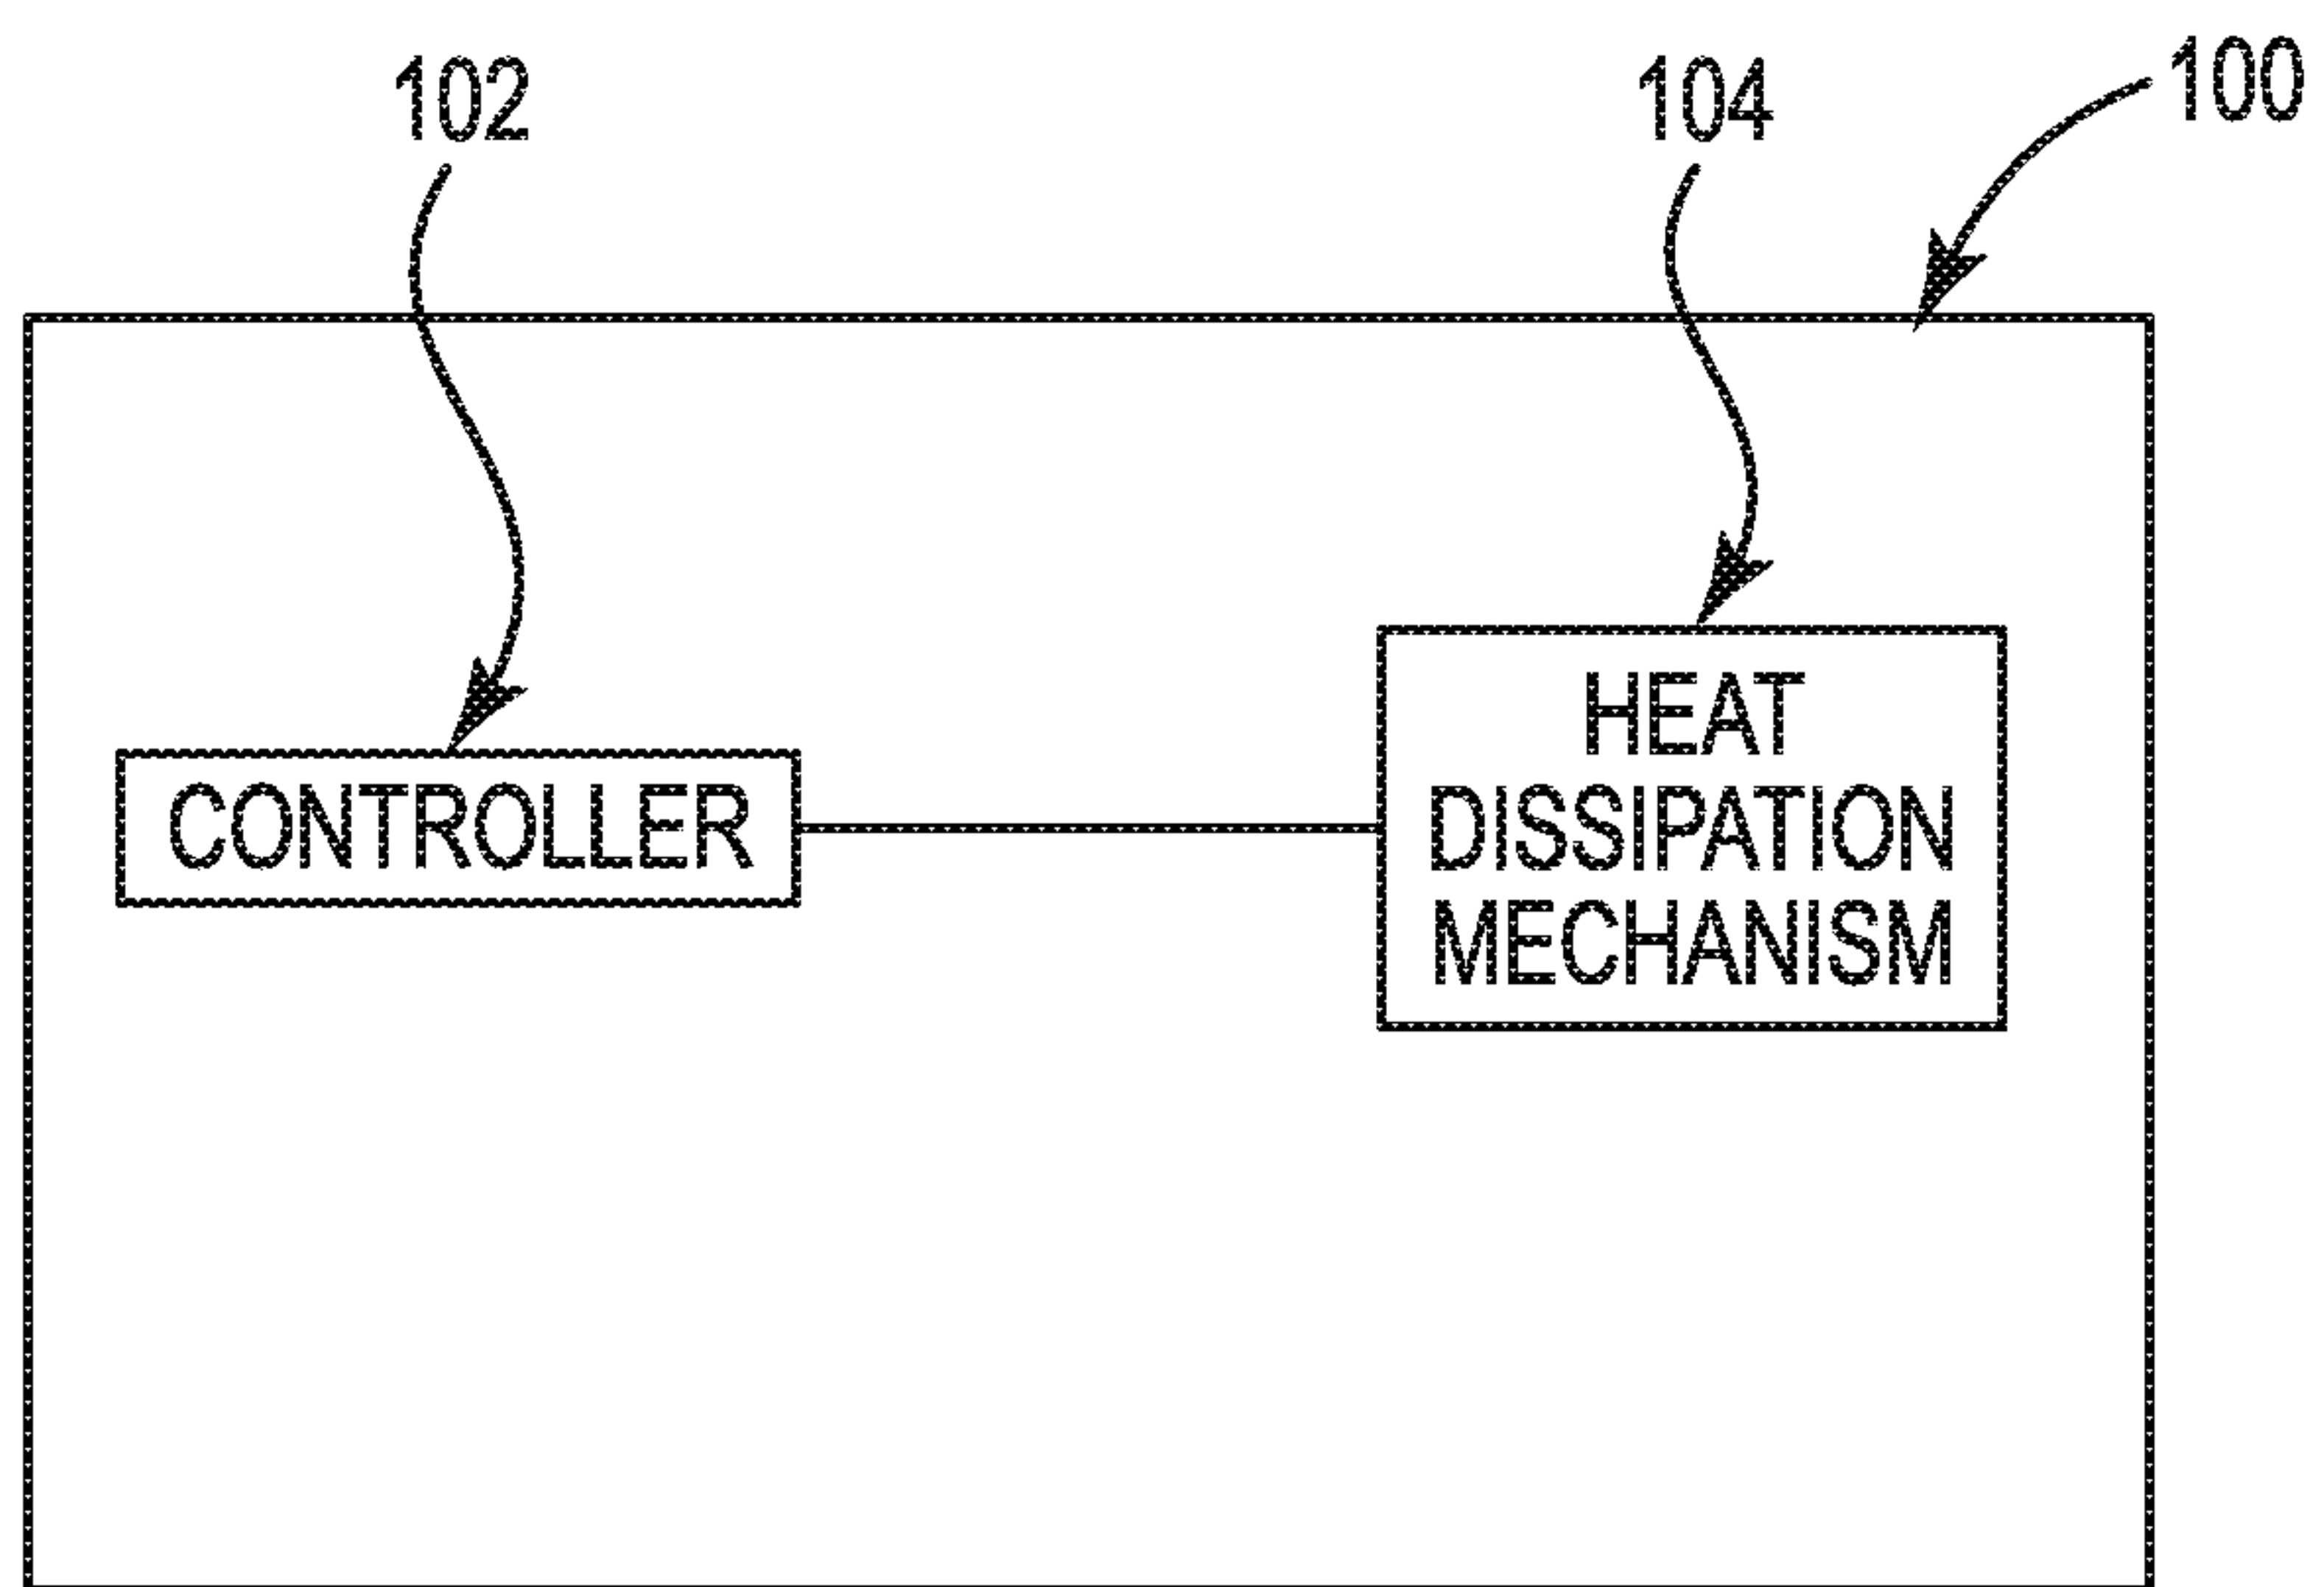 102
104
100
CONTROLLER
HEAT
DISSIPATION
MECHANISM